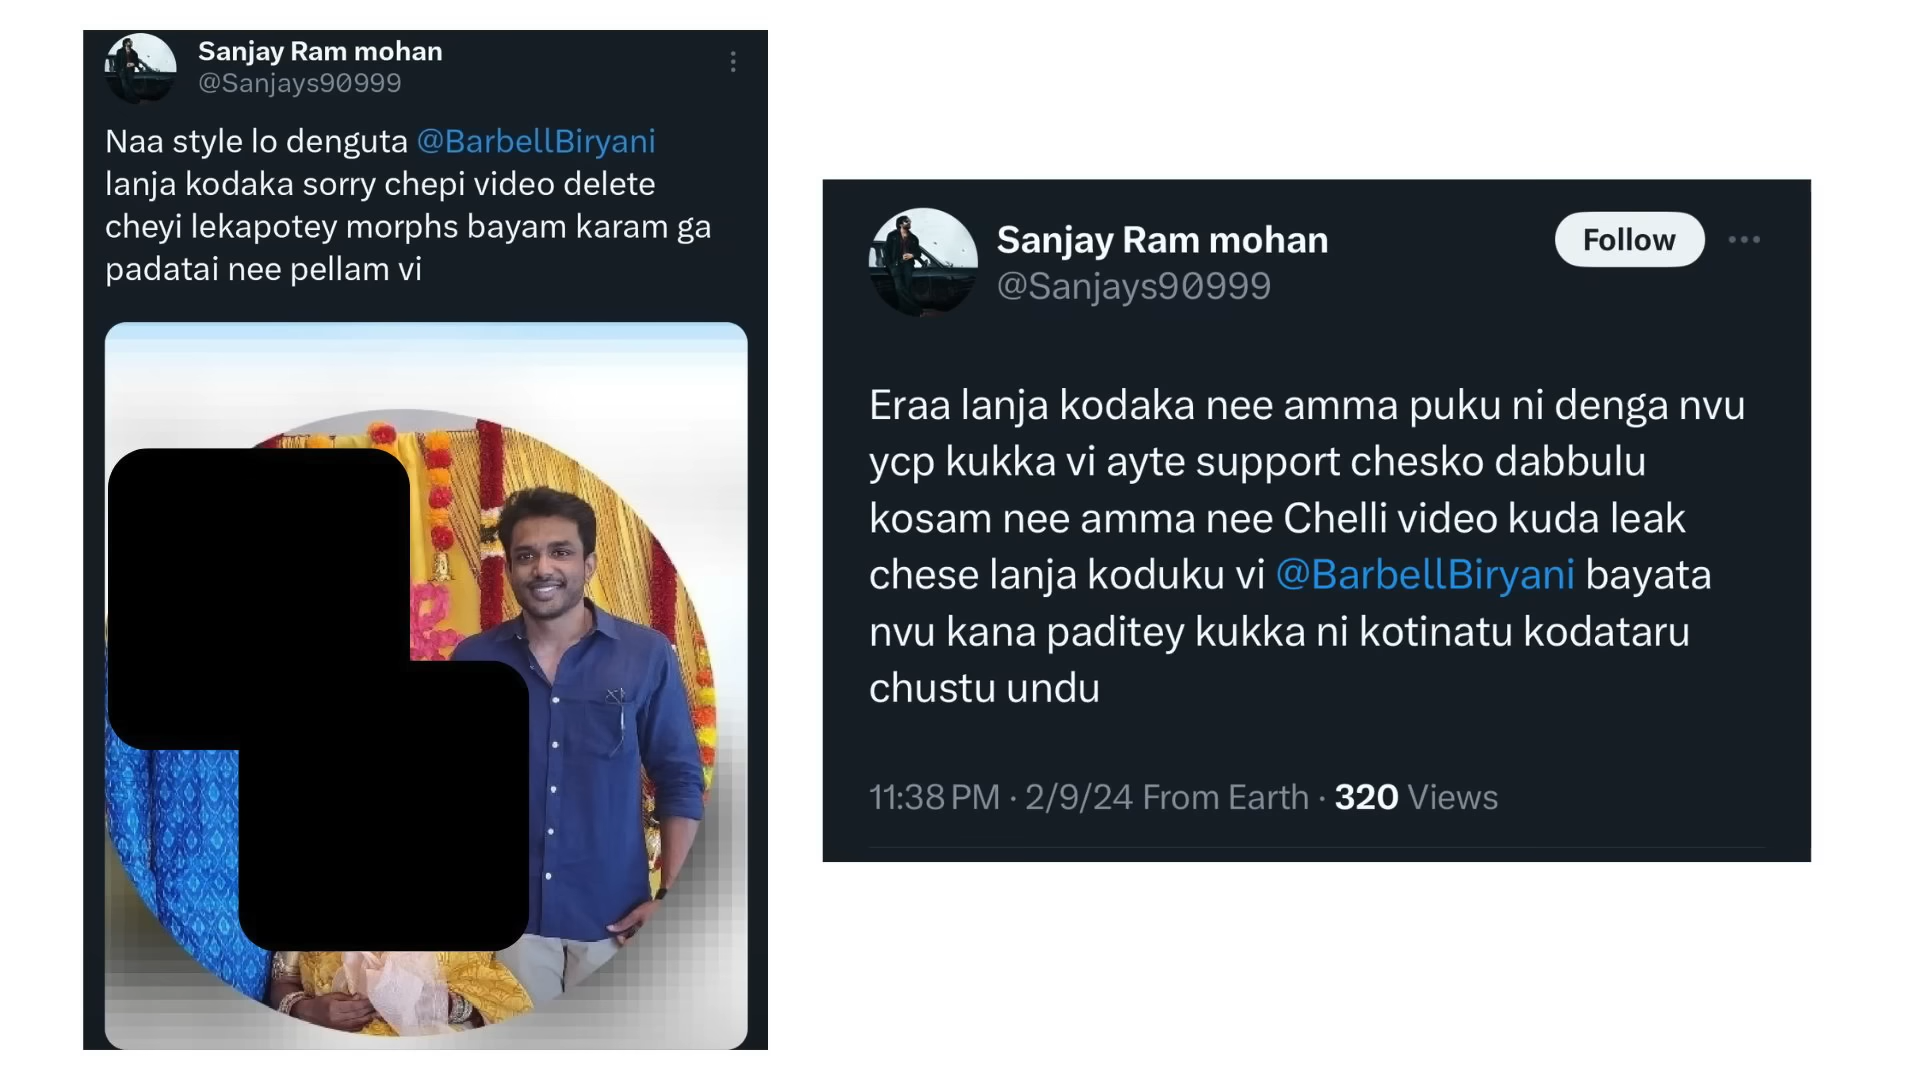 Sanjay Ram mohan
@Sanjays90999
Naa style lo denguta @BarbellBiryani
lanja kodaka sorry chepi video delete
cheyi lekapotey morphs bayam karam ga
padatai nee pellam vi
Sanjay Ram mohan
@Sanjays90999
Follow
Eraa lanja kodaka nee amma puku ni denga nvu
ycp kukka vi ayte support chesko dabbulu
kosam nee amma nee Chelli video kuda leak
chese lanja koduku vi @BarbellBiryani bayata
nvu kana paditey kukka ni kotinatu kodataru
chustu undu
11:38 PM · 2/9/24 From Earth · 320 Views